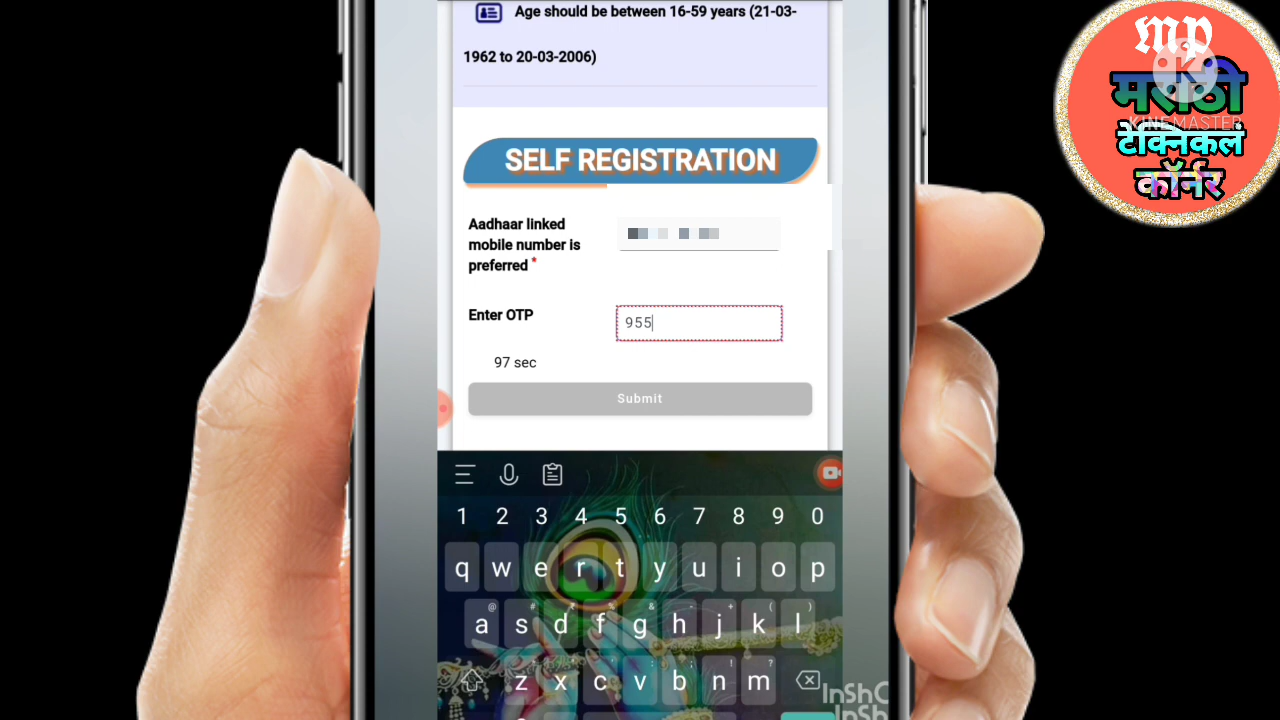 Age should be between 16-59 years (21-03-
1962 to 20-03-2006)
SELF REGISTRATION
Aadhaar linked
mobile number is
preferred *
Enter OTP
955
97 sec
Submit
1 2 3 4 5 6 7 8 9 0
q w e r t y u i o p
@ # & - + ( )
a s d f g h j k l
: ; ! ?
z x c v b n m
mp
K
मराठी
KINEMASTER
टेक्निकलं
कॉर्नर
InSh
InSh